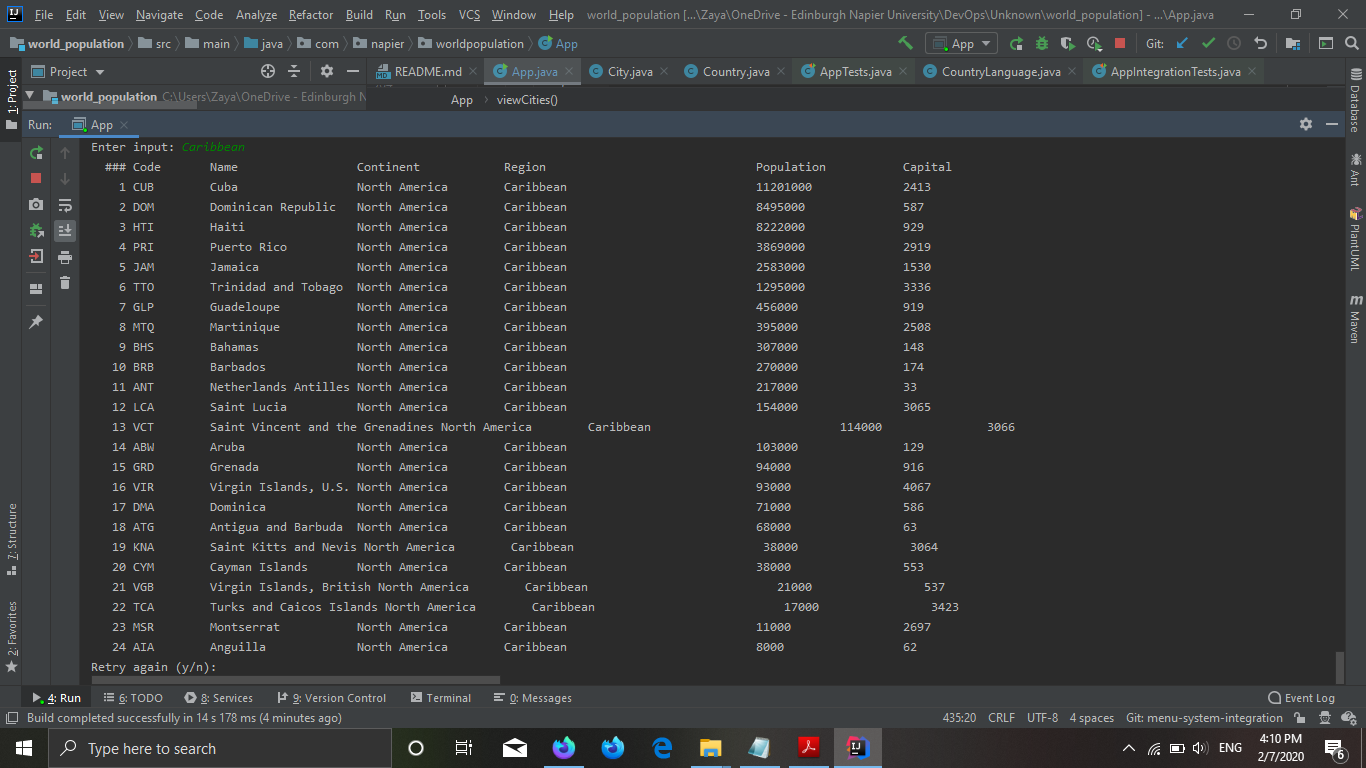 File Edit View Navigate Code Analyze Refactor Build Run Tools VCS Window Help world_population [...\Zaya\OneDrive - Edinburgh Napier University\DevOps\Unknown\world_population] - ...\App.java
world_population src main java com napier worldpopulation App App Git:
1: Project Project README.md App.java City.java Country.java AppTests.java CountryLanguage.java AppIntegrationTests.java Database
world_population C:\Users\Zaya\OneDrive - Edinburgh N App viewCities()
Run: App
Enter input: Caribbean
### Code Name Continent Region Population Capital
1 CUB Cuba North America Caribbean 11201000 2413
2 DOM Dominican Republic North America Caribbean 8495000 587
3 HTI Haiti North America Caribbean 8222000 929
4 PRI Puerto Rico North America Caribbean 3869000 2919
5 JAM Jamaica North America Caribbean 2583000 1530
6 TTO Trinidad and Tobago North America Caribbean 1295000 3336
7 GLP Guadeloupe North America Caribbean 456000 919
8 MTQ Martinique North America Caribbean 395000 2508
9 BHS Bahamas North America Caribbean 307000 148
10 BRB Barbados North America Caribbean 270000 174
11 ANT Netherlands Antilles North America Caribbean 217000 33
12 LCA Saint Lucia North America Caribbean 154000 3065
13 VCT Saint Vincent and the Grenadines North America Caribbean 114000 3066
14 ABW Aruba North America Caribbean 103000 129
15 GRD Grenada North America Caribbean 94000 916
16 VIR Virgin Islands, U.S. North America Caribbean 93000 4067
17 DMA Dominica North America Caribbean 71000 586
18 ATG Antigua and Barbuda North America Caribbean 68000 63
19 KNA Saint Kitts and Nevis North America Caribbean 38000 3064
20 CYM Cayman Islands North America Caribbean 38000 553
21 VGB Virgin Islands, British North America Caribbean 21000 537
22 TCA Turks and Caicos Islands North America Caribbean 17000 3423
23 MSR Montserrat North America Caribbean 11000 2697
24 AIA Anguilla North America Caribbean 8000 62
Retry again (y/n):
Ant
PlantUML
Maven
7: Structure
2: Favorites
4: Run 6: TODO 8: Services 9: Version Control Terminal 0: Messages Event Log
Build completed successfully in 14 s 178 ms (4 minutes ago) 435:20 CRLF UTF-8 4 spaces Git: menu-system-integration
Type here to search ENG 4:10 PM
2/7/2020 6